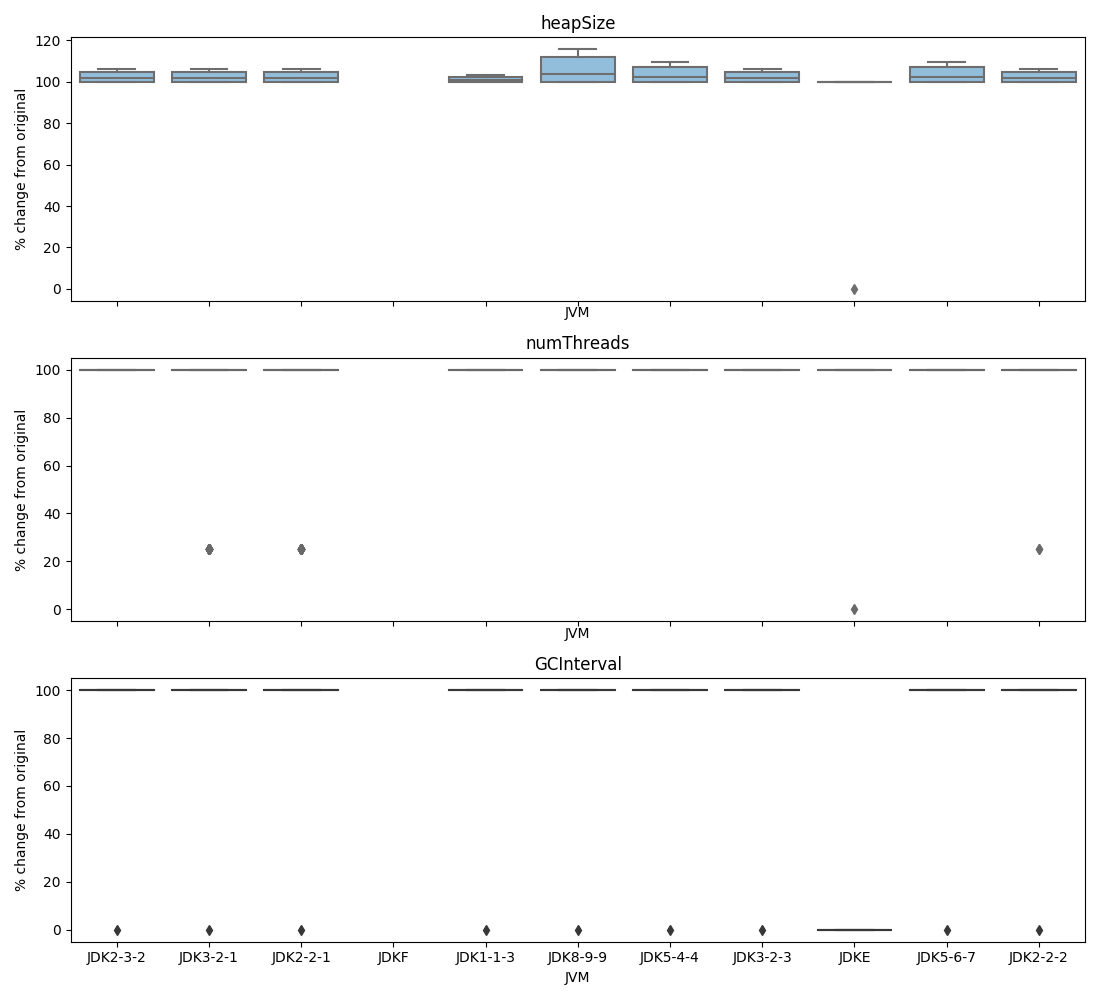 heapSize
120
100
80
60
40
20
0
% change from original
JVM
numThreads
100
80
60
40
20
0
% change from original
JVM
GCInterval
100
80
60
40
20
0
% change from original
JDK2-3-2 JDK3-2-1 JDK2-2-1 JDKF JDK1-1-3 JDK8-9-9 JDK5-4-4 JDK3-2-3 JDKE JDK5-6-7 JDK2-2-2
JVM